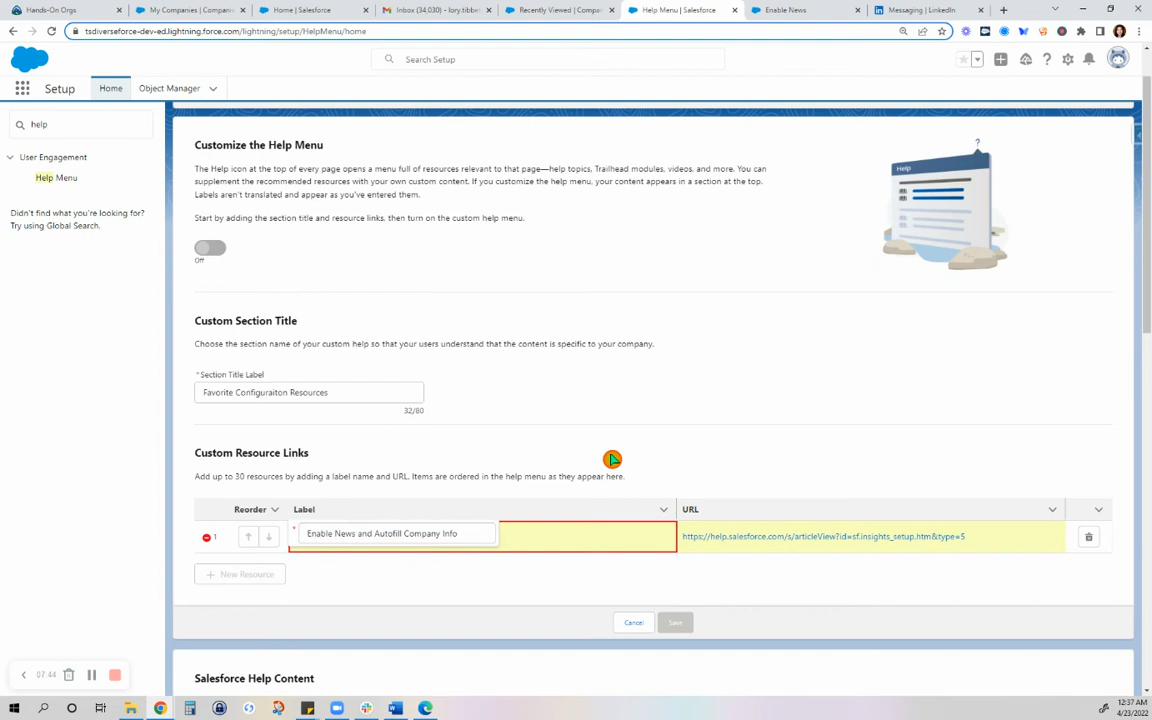 Hands-On Orgs
My Companies | Companie
Home | Salesforce
Inbox (34,030) - lory.tibbet
Recently Viewed | Compan
Help Menu | Salesforce
Enable News
Messaging | LinkedIn
tsdiverseforce-dev-ed.lightning.force.com/lightning/setup/HelpMenu/home
Search Setup
Setup
Home
Object Manager
help
User Engagement
Help Menu
Didn't find what you're looking for?
Try using Global Search.
Customize the Help Menu
The Help icon at the top of every page opens a menu full of resources relevant to that page—help topics, Trailhead modules, videos, and more. You can
supplement the recommended resources with your own custom content. If you customize the help menu, your content appears in a section at the top.
Labels aren't translated and appear as you've entered them.
Start by adding the section title and resource links, then turn on the custom help menu.
Off
?
Help
Custom Section Title
Choose the section name of your custom help so that your users understand that the content is specific to your company.
*Section Title Label
Favorite Configuraiton Resources
32/80
Custom Resource Links
Add up to 30 resources by adding a label name and URL. Items are ordered in the help menu as they appear here.
Reorder
Label
URL
1
* Enable News and Autofill Company Info
https://help.salesforce.com/s/articleView?id=sf.insights_setup.htm&type=5
+ New Resource
Cancel
Save
Salesforce Help Content
07:44
12:37 AM
4/23/2022